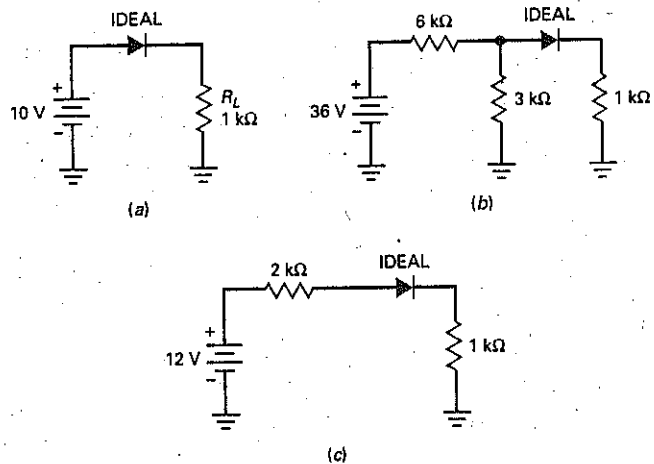 IDEAL
10 V
+
-
R_L
1 kΩ
(a)
6 kΩ
IDEAL
36 V
+
-
3 kΩ
1 kΩ
(b)
2 kΩ
IDEAL
12 V
+
-
1 kΩ
(c)